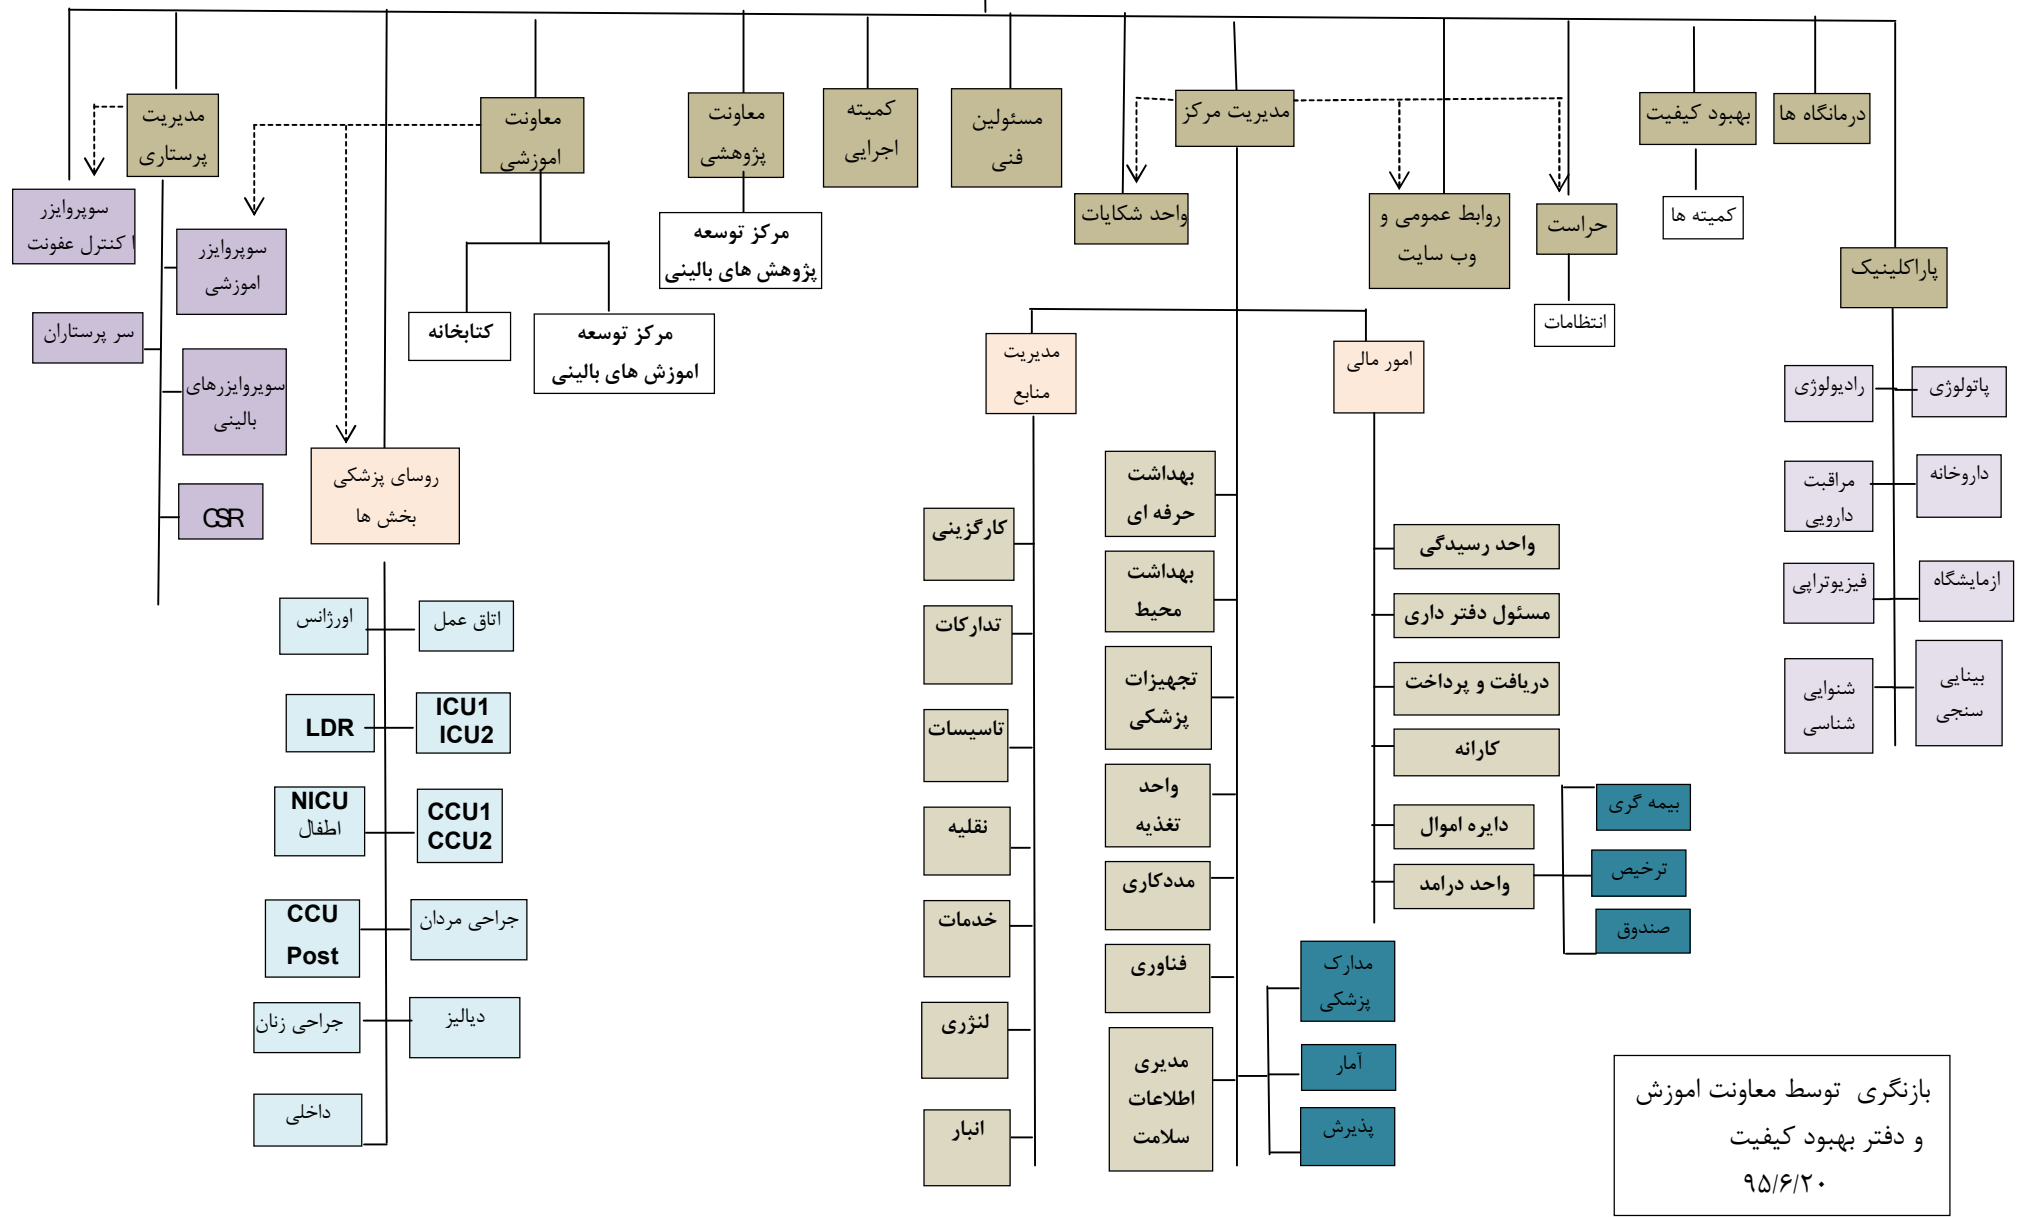 درمانگاه ها
بهبود کیفیت
مدیریت مرکز
مسئولین
فنی
کمیته
اجرایی
معاونت
پژوهشی
معاونت
اموزشی
مدیریت
پرستاری
پاراکلینیک
حراست
روابط عمومی و
وب سایت
واحد شکایات
کمیته ها
انتظامات
مرکز توسعه
پژوهش های بالینی
مرکز توسعه
اموزش های بالینی
کتابخانه
سوپروایزر
کنترل عفونت
سوپروایزر
اموزشی
سر پرستاران
سوپروایزرهای
بالینی
CSR
روسای پزشکی
بخش ها
اتاق عمل
اورژانس
ICU1
ICU2
LDR
CCU1
CCU2
NICU
اطفال
جراحی مردان
CCU
Post
دیالیز
جراحی زنان
داخلی
امور مالی
مدیریت
منابع
کارگزینی
تدارکات
تاسیسات
نقلیه
خدمات
لنژری
انبار
بهداشت
حرفه ای
بهداشت
محیط
تجهیزات
پزشکی
واحد
تغذیه
مددکاری
فناوری
مدیری
اطلاعات
سلامت
مدارک
پزشکی
آمار
پذیرش
واحد رسیدگی
مسئول دفتر داری
دریافت و پرداخت
کارانه
دایره اموال
واحد درامد
بیمه گری
ترخیص
صندوق
پاتولوژی
رادیولوژی
داروخانه
مراقبت
دارویی
ازمایشگاه
فیزیوتراپی
بینایی
سنجی
شنوایی
شناسی
بازنگری توسط معاونت اموزش
و دفتر بهبود کیفیت
۹۵/۶/۲۰